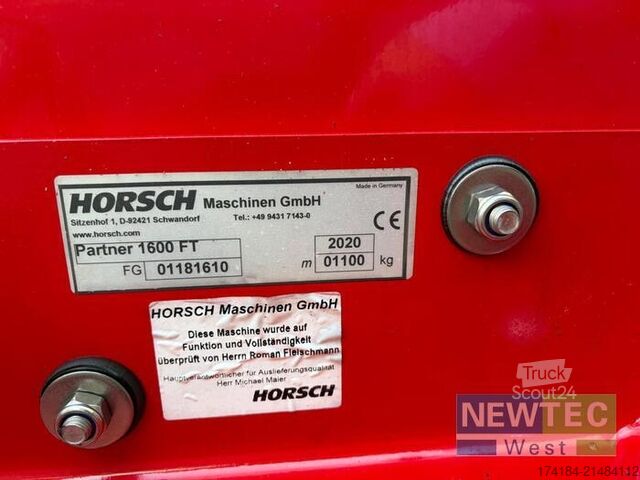 HORSCH Maschinen GmbH
Made in Germany
Sitzenhof 1, D-92421 Schwandorf Tel.: +49 9431 7143-0
www.horsch.com
CE
Partner 1600 FT 2020
FG 01181610 m 01100 kg
HORSCH Maschinen GmbH
Diese Maschine wurde auf
Funktion und Vollständigkeit
überprüft von Herrn Roman Fleischmann
Hauptverantwortlicher für Auslieferungsqualität
Herr Michael Maier
HORSCH
Truck
Scout24
NEWTEC
West
174184 21484112